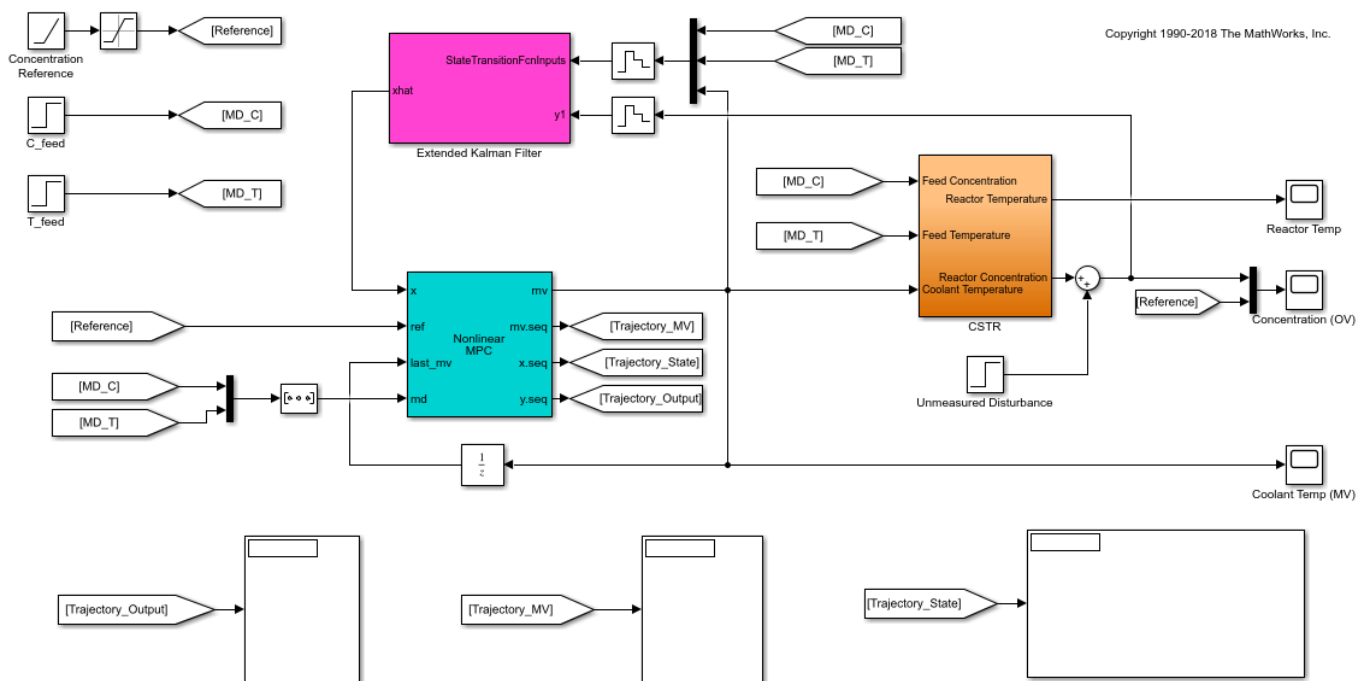 [Reference]
Concentration
Reference
[MD_C]
C_feed
[MD_T]
T_feed
StateTransitionFcnInputs
xhat
y1
Extended Kalman Filter
[MD_C]
[MD_T]
Copyright 1990-2018 The MathWorks, Inc.
[MD_C]
[MD_T]
Feed Concentration
Reactor Temperature
Feed Temperature
Reactor Concentration
Coolant Temperature
CSTR
Reactor Temp
+
+
[Reference]
Concentration (OV)
Unmeasured Disturbance
[Reference]
[MD_C]
[MD_T]
x
ref
last_mv
md
Nonlinear
MPC
mv
mv.seq
x.seq
y.seq
[Trajectory_MV]
[Trajectory_State]
[Trajectory_Output]
1
z
Coolant Temp (MV)
[Trajectory_Output]
[Trajectory_MV]
[Trajectory_State]